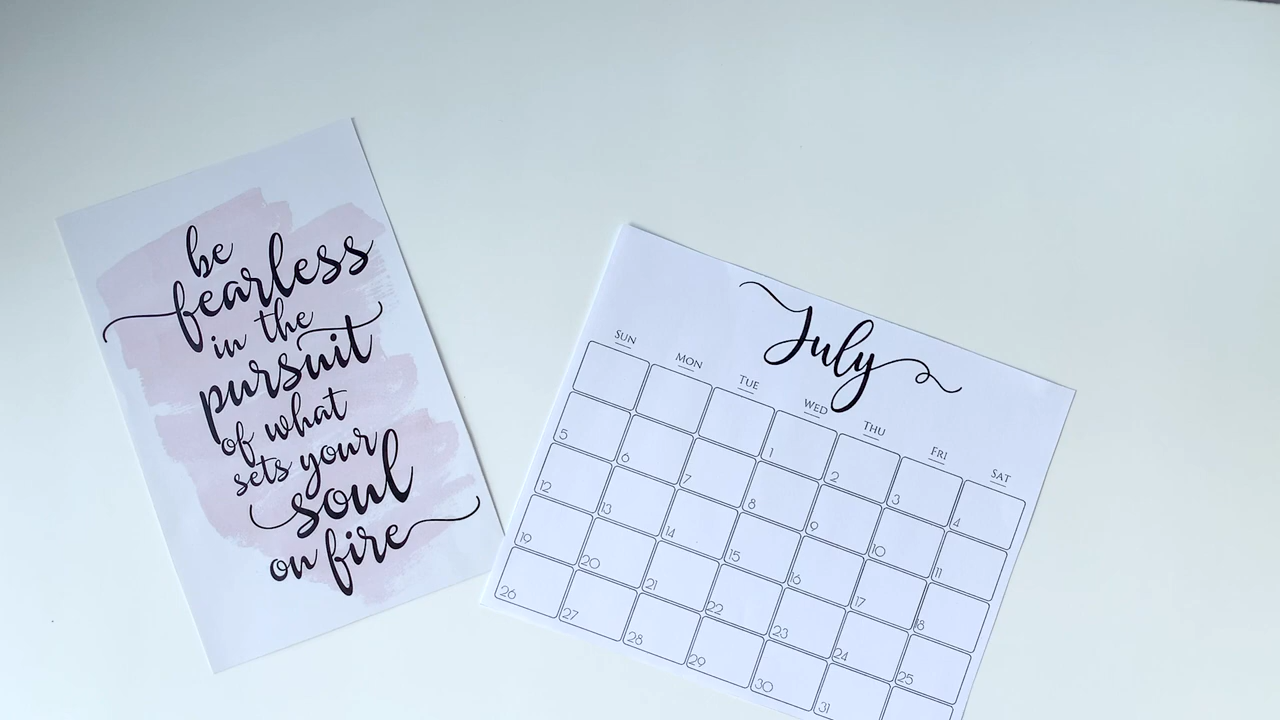 be
fearless
in the
pursuit
of what
sets your
soul
on fire
July
SUN MON TUE WED THU FRI SAT
1 2 3 4
5 6 7 8 9 10 11
12 13 14 15 16 17 18
19 20 21 22 23 24 25
26 27 28 29 30 31